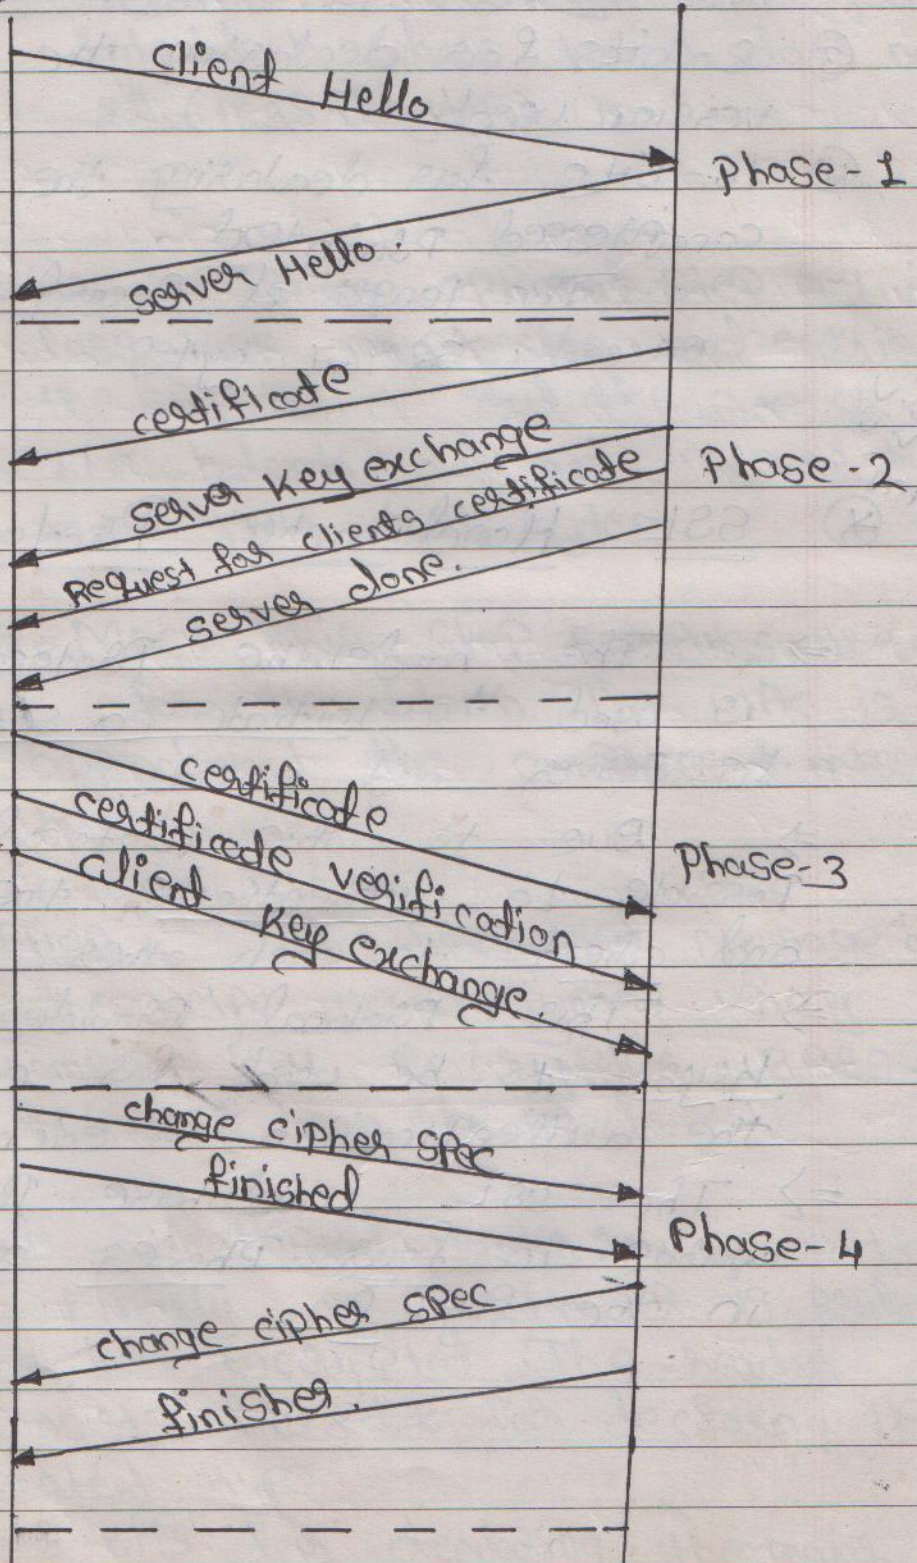 Client Hello
Phase-1
Server Hello.
certificate
Server Key exchange
Phase-2
Request for clients certificate
server done.
certificate
certificate verification
Phase-3
Client Key exchange.
change cipher spec
finished
Phase-4
change cipher spec
finisher.